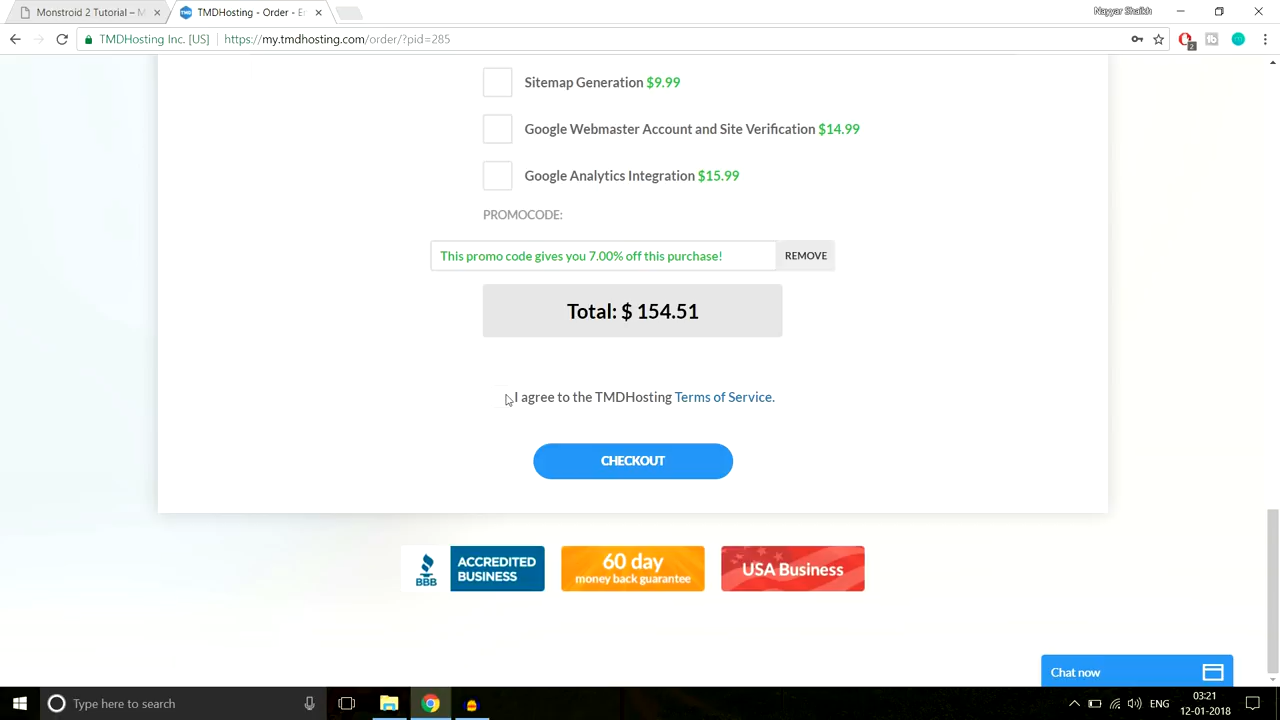 Monstroid 2 Tutorial – M
TMDHosting - Order - Er
Nayyar Shaikh
TMDHosting Inc. [US]
https://my.tmdhosting.com/order/?pid=285
2
Sitemap Generation $9.99
Google Webmaster Account and Site Verification $14.99
Google Analytics Integration $15.99
PROMOCODE:
This promo code gives you 7.00% off this purchase!
REMOVE
Total: $ 154.51
I agree to the TMDHosting Terms of Service.
CHECKOUT
BBB
ACCREDITED
BUSINESS
60 day
money back guarantee
USA Business
Chat now
Type here to search
ENG
03:21
12-01-2018